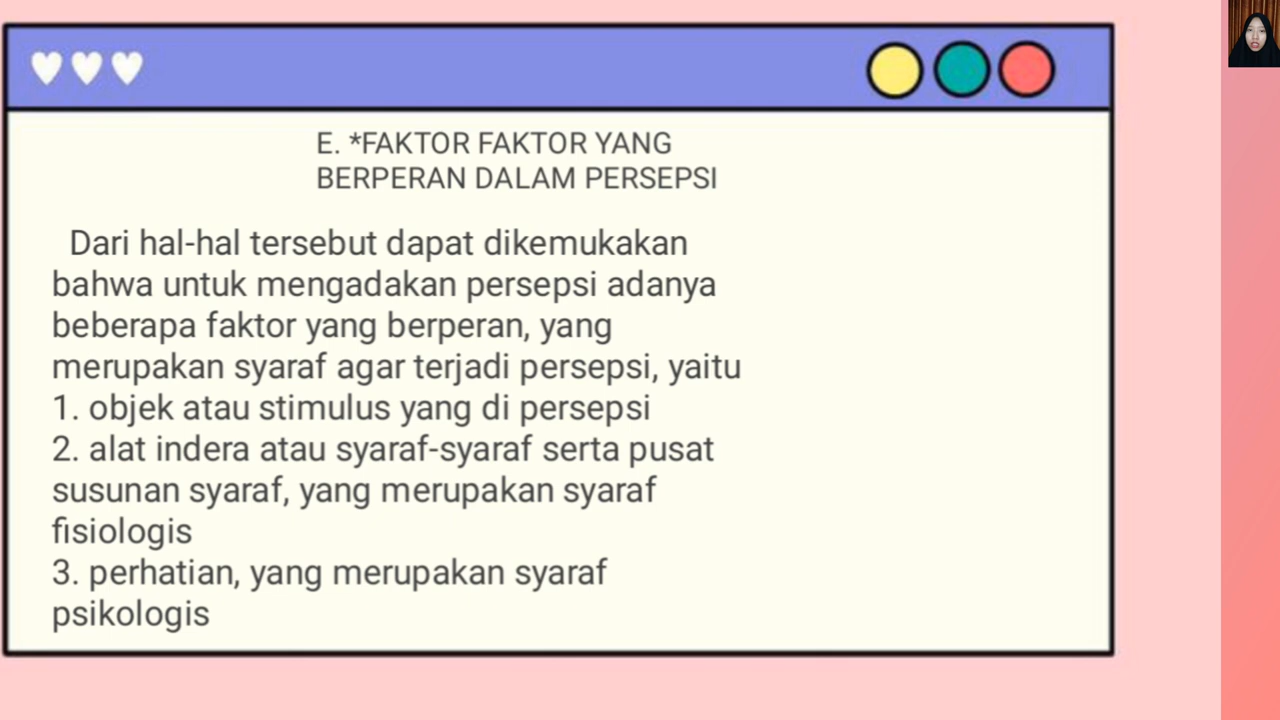 E. *FAKTOR FAKTOR YANG
BERPERAN DALAM PERSEPSI
Dari hal-hal tersebut dapat dikemukakan
bahwa untuk mengadakan persepsi adanya
beberapa faktor yang berperan, yang
merupakan syaraf agar terjadi persepsi, yaitu
1. objek atau stimulus yang di persepsi
2. alat indera atau syaraf-syaraf serta pusat
susunan syaraf, yang merupakan syaraf
fisiologis
3. perhatian, yang merupakan syaraf
psikologis